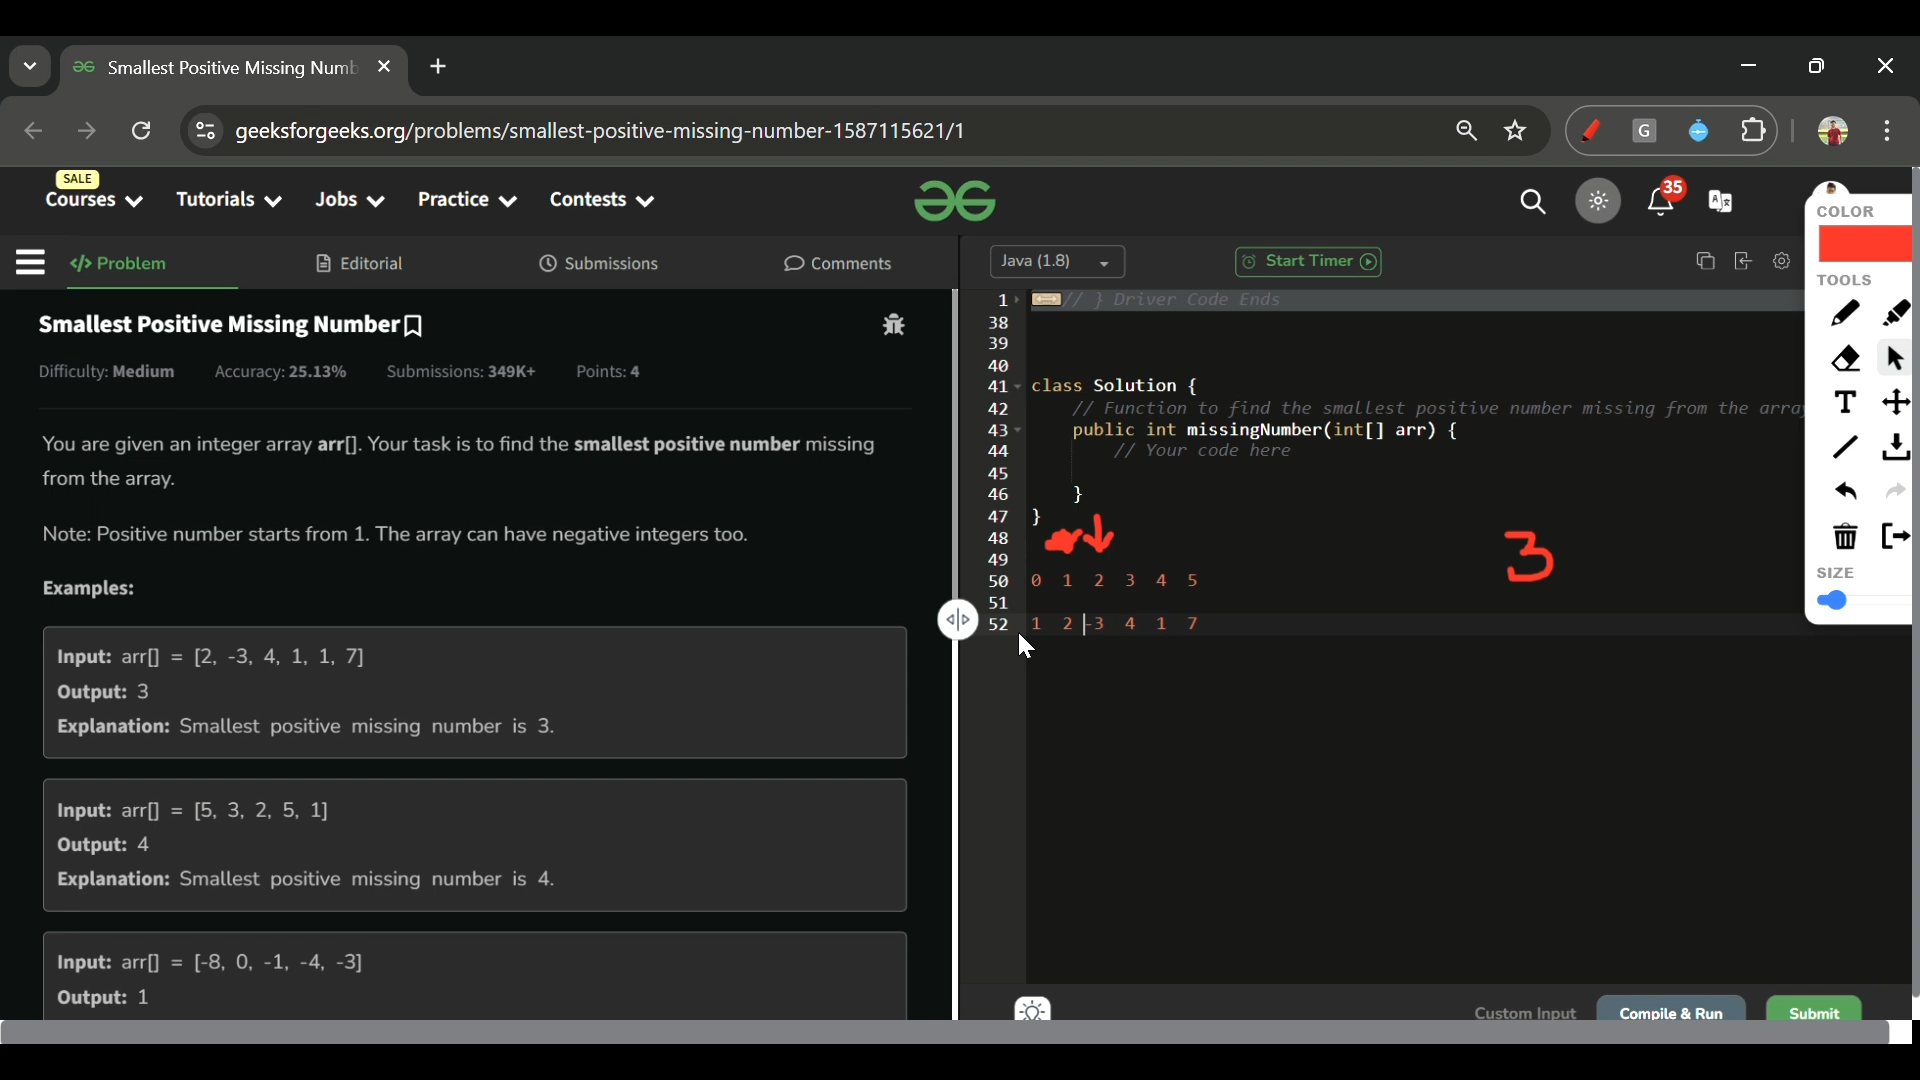 Smallest Positive Missing Numb
geeksforgeeks.org/problems/smallest-positive-missing-number-1587115621/1
G
SALE
Courses Tutorials Jobs Practice Contests
35
</> Problem Editorial Submissions Comments
Smallest Positive Missing Number
Difficulty: Medium Accuracy: 25.13% Submissions: 349K+ Points: 4
You are given an integer array arr[]. Your task is to find the smallest positive number missing
from the array.
Note: Positive number starts from 1. The array can have negative integers too.
Examples:
Input: arr[] = [2, -3, 4, 1, 1, 7]
Output: 3
Explanation: Smallest positive missing number is 3.
Input: arr[] = [5, 3, 2, 5, 1]
Output: 4
Explanation: Smallest positive missing number is 4.
Input: arr[] = [-8, 0, -1, -4, -3]
Output: 1
Java (1.8) Start Timer
1 // } Driver Code Ends
38
39
40
41 class Solution {
42 // Function to find the smallest positive number missing from the array
43 public int missingNumber(int[] arr) {
44 // Your code here
45
46 }
47 }
48
49
3
50 0 1 2 3 4 5
51
52 1 2 -3 4 1 7
Custom Input Compile & Run Submit
COLOR
TOOLS
T
SIZE